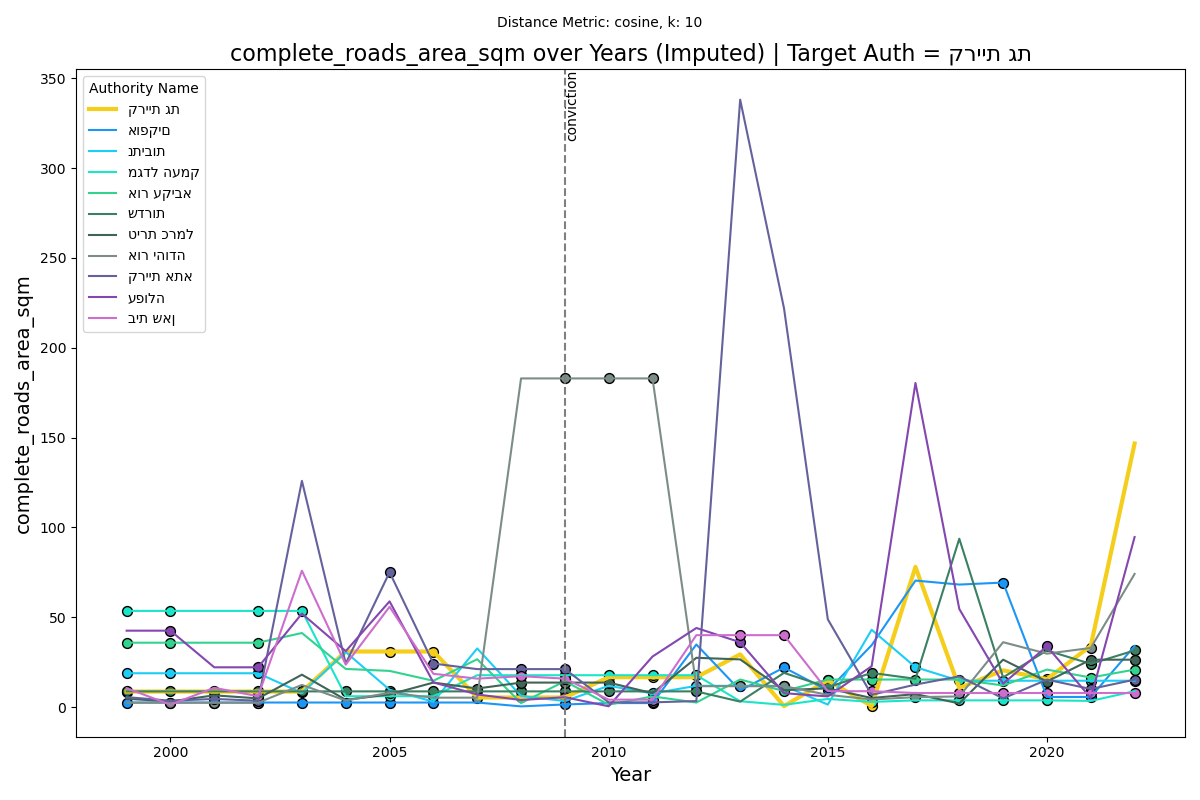 Distance Metric: cosine, k: 10
complete_roads_area_sqm over Years (Imputed) | Target Auth = קריית גת
350
300
250
200
150
100
50
0
complete_roads_area_sqm
Authority Name
קריית גת
אופקים
נתיבות
מגדל העמק
אור עקיבא
שדרות
טירת כרמל
אור יהודה
קריית אתא
עפולה
בית שאן
conviction
2000
2005
2010
2015
2020
Year